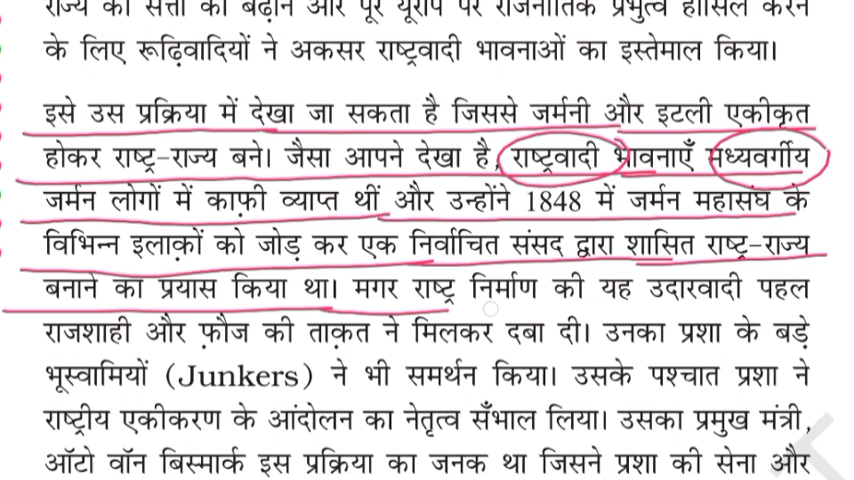 राज्य की सत्ता को बढ़ाने और पूरे यूरोप पर राजनीतिक प्रभुत्व हासिल करने
के लिए रूढ़िवादियों ने अकसर राष्ट्रवादी भावनाओं का इस्तेमाल किया।
इसे उस प्रक्रिया में देखा जा सकता है जिससे जर्मनी और इटली एकीकृत
होकर राष्ट्र-राज्य बने। जैसा आपने देखा है, राष्ट्रवादी भावनाएँ मध्यवर्गीय
जर्मन लोगों में काफ़ी व्याप्त थीं और उन्होंने 1848 में जर्मन महासंघ के
विभिन्न इलाक़ों को जोड़ कर एक निर्वाचित संसद द्वारा शासित राष्ट्र-राज्य
बनाने का प्रयास किया था। मगर राष्ट्र निर्माण की यह उदारवादी पहल
राजशाही और फ़ौज की ताक़त ने मिलकर दबा दी। उनका प्रशा के बड़े
भूस्वामियों (Junkers) ने भी समर्थन किया। उसके पश्चात प्रशा ने
राष्ट्रीय एकीकरण के आंदोलन का नेतृत्व सँभाल लिया। उसका प्रमुख मंत्री,
ऑटो वॉन बिस्मार्क इस प्रक्रिया का जनक था जिसने प्रशा की सेना और